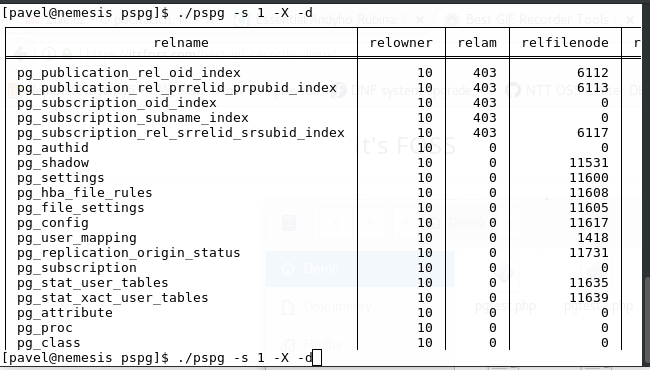 [pavel@nemesis pspg]$ ./pspg -s 1 -X -d
relname relowner relam relfilenode r
pg_publication_rel_oid_index 10 403 6112
pg_publication_rel_prrelid_prpubid_index 10 403 6113
pg_subscription_oid_index 10 403 0
pg_subscription_subname_index 10 403 0
pg_subscription_rel_srrelid_srsubid_index 10 403 6117
pg_authid 10 0 0
pg_shadow 10 0 11531
pg_settings 10 0 11600
pg_hba_file_rules 10 0 11608
pg_file_settings 10 0 11605
pg_config 10 0 11617
pg_user_mapping 10 0 1418
pg_replication_origin_status 10 0 11731
pg_subscription 10 0 0
pg_stat_user_tables 10 0 11635
pg_stat_xact_user_tables 10 0 11639
pg_attribute 10 0 0
pg_proc 10 0 0
pg_class 10 0 0
[pavel@nemesis pspg]$ ./pspg -s 1 -X -d